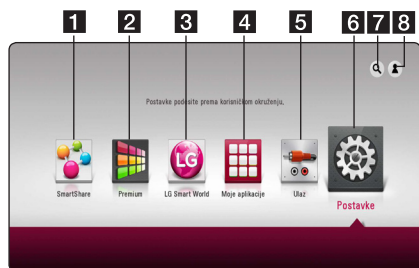 1 2 3 4 5 6 7 8
Postavke podesite prema korisničkom okruženju.
LG
SmartShare Premium LG Smart World Moje aplikacije Ulaz
Postavke